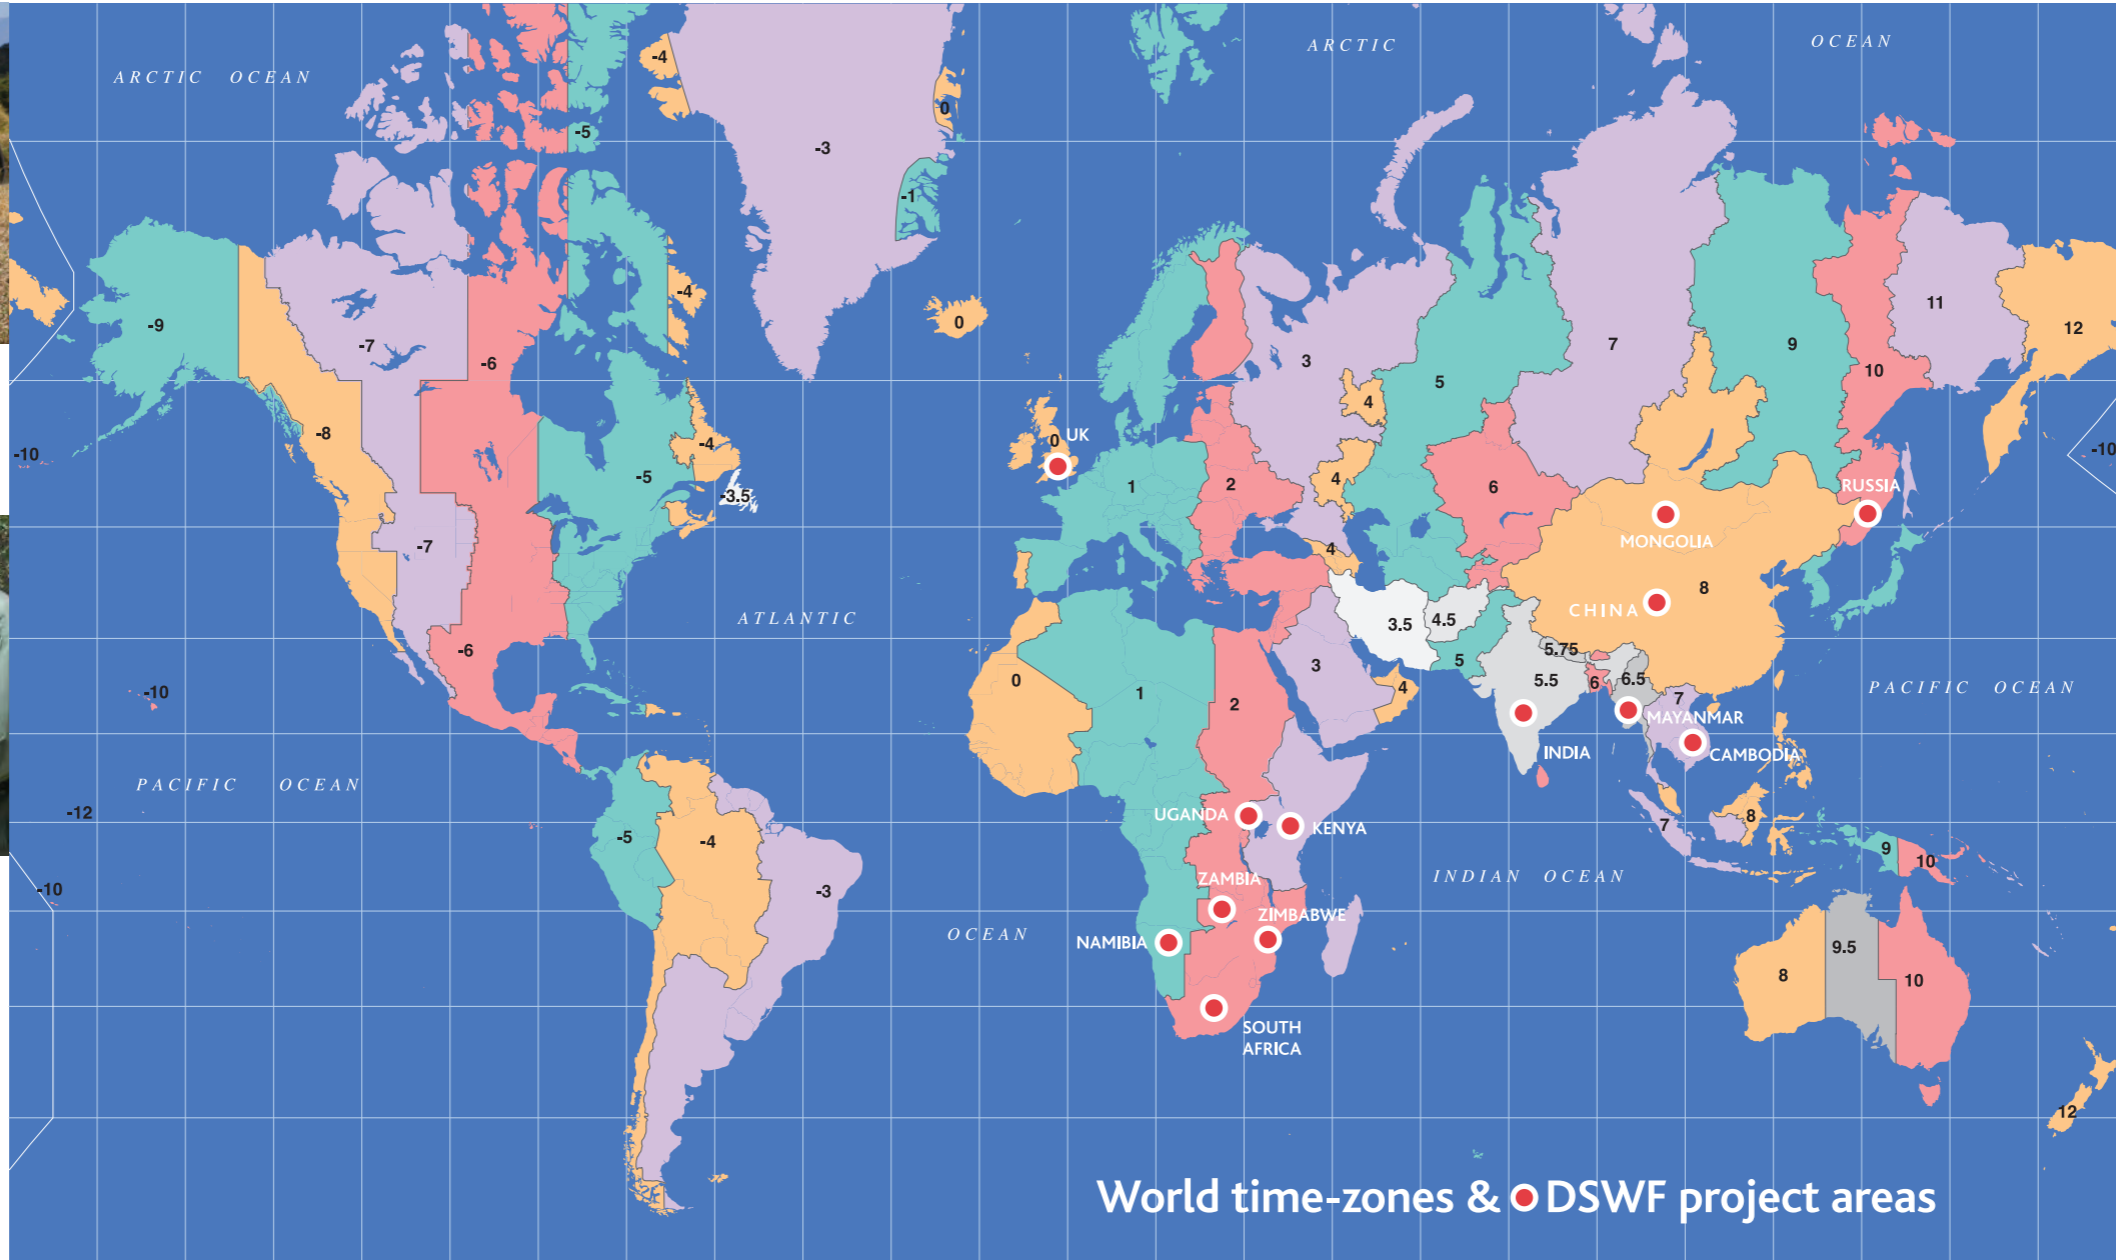 ARCTIC OCEAN
ARCTIC
OCEAN
-4
0
-5
-3
-1
-4
-9
-7
-6
0
3
5
7
9
11
12
10
4
-8
-10
-4
-5
-3.5
0
UK
1
2
4
6
RUSSIA
-10
MONGOLIA
-7
4
8
CHINA
ATLANTIC
3.5
4.5
5
5.75
-6
0
1
2
3
4
5.5
6
6.5
7
MAYANMAR
PACIFIC OCEAN
-10
INDIA
CAMBODIA
PACIFIC OCEAN
-12
UGANDA
KENYA
7
8
-5
-4
-3
9
10
-10
ZAMBIA
INDIAN OCEAN
ZIMBABWE
OCEAN
NAMIBIA
8
9.5
10
SOUTH
AFRICA
12
World time-zones & DSWF project areas